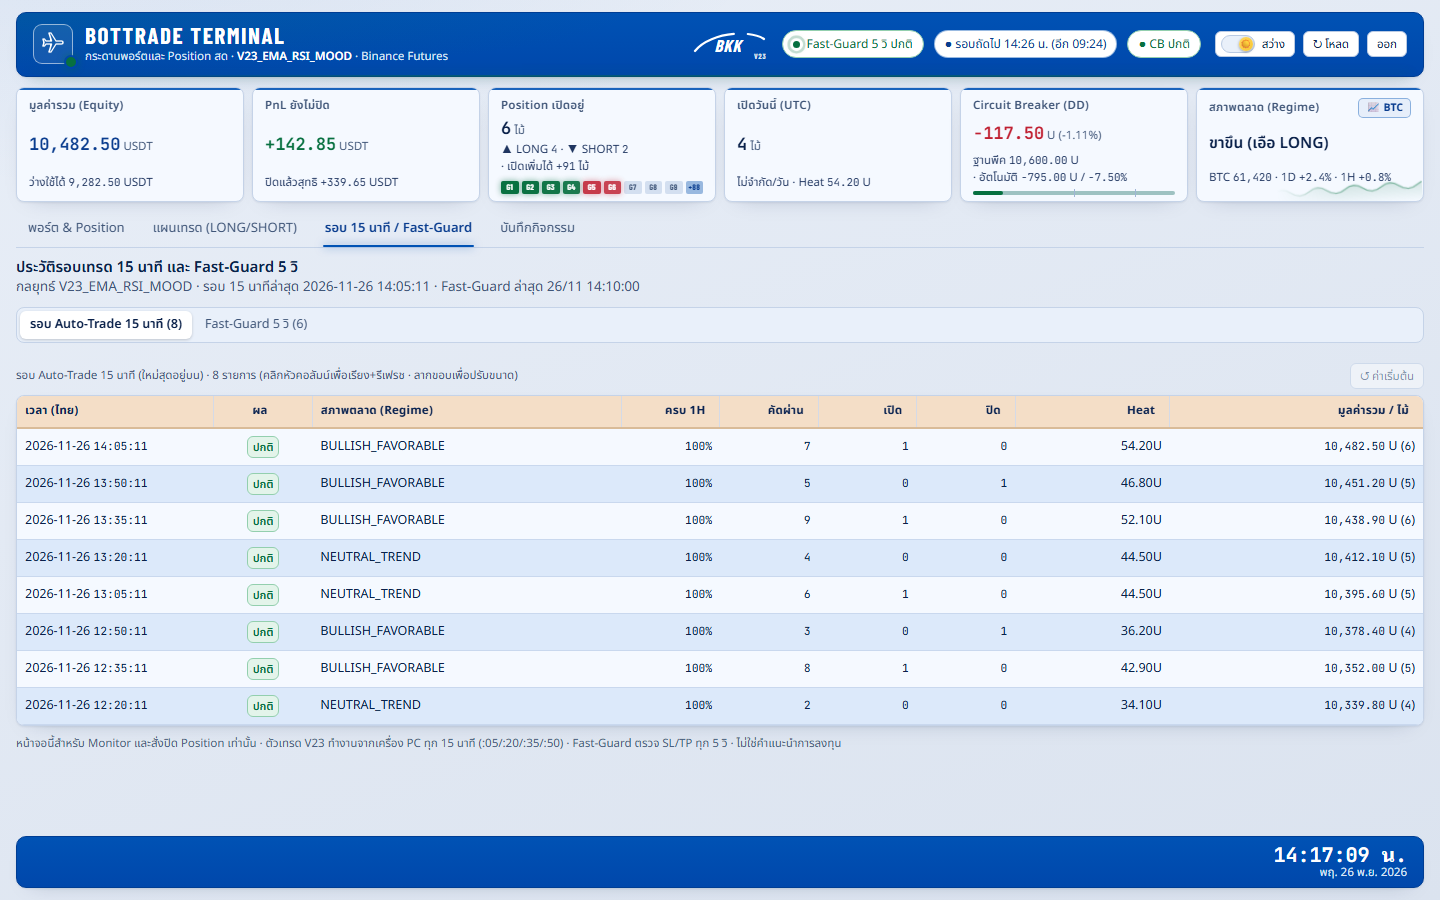 BOTTRADE TERMINAL
กระดานพอร์ตและ Position สด · V23_EMA_RSI_MOOD · Binance Futures
BKK
V23
Fast-Guard 5 วิ ปกติ
รอบถัดไป 14:26 น. (อีก 09:24)
CB ปกติ
สว่าง
↻ โหลด
ออก
มูลค่ารวม (Equity)
10,482.50 USDT
ว่างใช้ได้ 9,282.50 USDT
PnL ยังไม่ปิด
+142.85 USDT
ปิดแล้วสุทธิ +339.65 USDT
Position เปิดอยู่
6 ไม้
▲ LONG 4 · ▼ SHORT 2
· เปิดเพิ่มได้ +91 ไม้
G1 G2 G3 G4 G5 G6 G7 G8 G9 +88
เปิดวันนี้ (UTC)
4 ไม้
ไม่จำกัด/วัน · Heat 54.20 U
Circuit Breaker (DD)
-117.50 U (-1.11%)
ฐานพีค 10,600.00 U
· อัตโนมัติ -795.00 U / -7.50%
สภาพตลาด (Regime)
BTC
ขาขึ้น (เอื้อ LONG)
BTC 61,420 · 1D +2.4% · 1H +0.8%
พอร์ต & Position
แผนเทรด (LONG/SHORT)
รอบ 15 นาที / Fast-Guard
บันทึกกิจกรรม
ประวัติรอบเทรด 15 นาที และ Fast-Guard 5 วิ
กลยุทธ์ V23_EMA_RSI_MOOD · รอบ 15 นาทีล่าสุด 2026-11-26 14:05:11 · Fast-Guard ล่าสุด 26/11 14:10:00
รอบ Auto-Trade 15 นาที (8)
Fast-Guard 5 วิ (6)
รอบ Auto-Trade 15 นาที (ใหม่สุดอยู่บน) · 8 รายการ (คลิกหัวคอลัมน์เพื่อเรียง+รีเฟรช · ลากขอบเพื่อปรับขนาด)
↺ ค่าเริ่มต้น
เวลา (ไทย) ผล สภาพตลาด (Regime) ครบ 1H คัดผ่าน เปิด ปิด Heat มูลค่ารวม / ไม้
2026-11-26 14:05:11 ปกติ BULLISH_FAVORABLE 100% 7 1 0 54.20U 10,482.50 U (6)
2026-11-26 13:50:11 ปกติ BULLISH_FAVORABLE 100% 5 0 1 46.80U 10,451.20 U (5)
2026-11-26 13:35:11 ปกติ BULLISH_FAVORABLE 100% 9 1 0 52.10U 10,438.90 U (6)
2026-11-26 13:20:11 ปกติ NEUTRAL_TREND 100% 4 0 0 44.50U 10,412.10 U (5)
2026-11-26 13:05:11 ปกติ NEUTRAL_TREND 100% 6 1 0 44.50U 10,395.60 U (5)
2026-11-26 12:50:11 ปกติ BULLISH_FAVORABLE 100% 3 0 1 36.20U 10,378.40 U (4)
2026-11-26 12:35:11 ปกติ BULLISH_FAVORABLE 100% 8 1 0 42.90U 10,352.00 U (5)
2026-11-26 12:20:11 ปกติ NEUTRAL_TREND 100% 2 0 0 34.10U 10,339.80 U (4)
หน้าจอนี้สำหรับ Monitor และสั่งปิด Position เท่านั้น · ตัวเทรด V23 ทำงานจากเครื่อง PC ทุก 15 นาที (:05/:20/:35/:50) · Fast-Guard ตรวจ SL/TP ทุก 5 วิ · ไม่ใช่คำแนะนำการลงทุน
14:17:09 น.
พฤ. 26 พ.ย. 2026